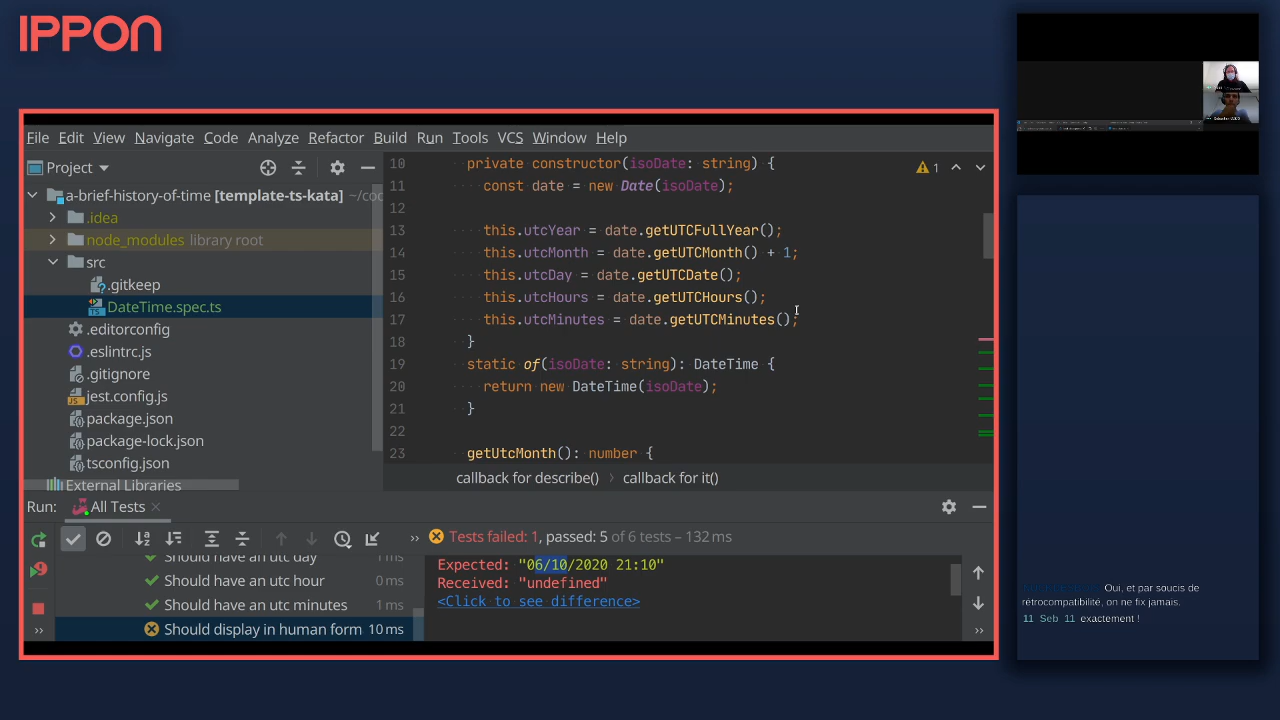 IPPON
File Edit View Navigate Code Analyze Refactor Build Run Tools VCS Window Help
Project
a-brief-history-of-time [template-ts-kata] ~/co
.idea
node_modules library root
src
.gitkeep
DateTime.spec.ts
.editorconfig
.eslintrc.js
.gitignore
jest.config.js
package.json
package-lock.json
tsconfig.json
External Libraries
10 private constructor(isoDate: string) {
11 const date = new Date(isoDate);
12
13 this.utcYear = date.getUTCFullYear();
14 this.utcMonth = date.getUTCMonth() + 1;
15 this.utcDay = date.getUTCDate();
16 this.utcHours = date.getUTCHours();
17 this.utcMinutes = date.getUTCMinutes();
18 }
19 static of(isoDate: string): DateTime {
20 return new DateTime(isoDate);
21 }
22
23 getUtcMonth(): number {
1
callback for describe() › callback for it()
Run: All Tests
Tests failed: 1, passed: 5 of 6 tests – 132 ms
Should have an utc day
Should have an utc hour 0 ms
Should have an utc minutes 1 ms
Should display in human form 10 ms
Expected: "06/10/2020 21:10"
Received: "undefined"
<Click to see difference>
Oui, et par soucis de
rétrocompatibilité, on ne fix jamais.
11 Seb 11 exactement !